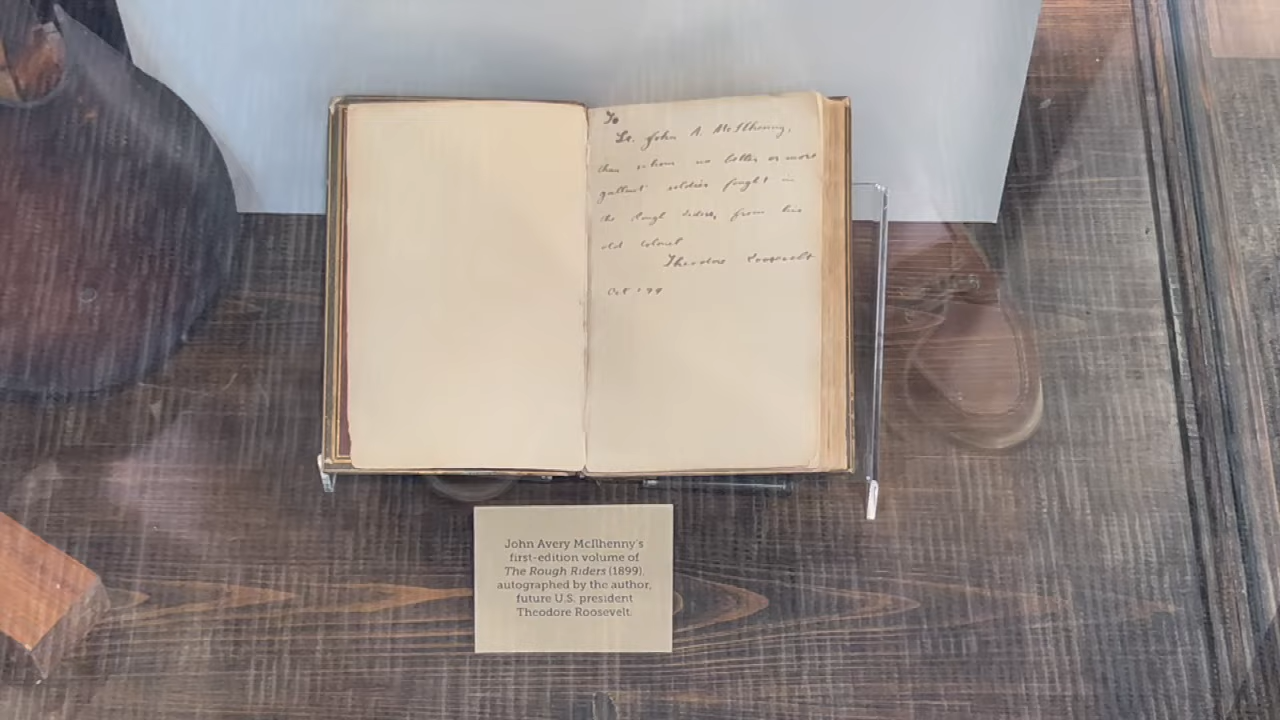 To
Lt. John A. McIlhenny,
than whom no better or more
gallant soldier fought in
the Rough Riders, from his
old Colonel
Theodore Roosevelt
Oct 99
John Avery McIlhenny's
first-edition volume of
The Rough Riders (1899),
autographed by the author,
future U.S. president
Theodore Roosevelt.